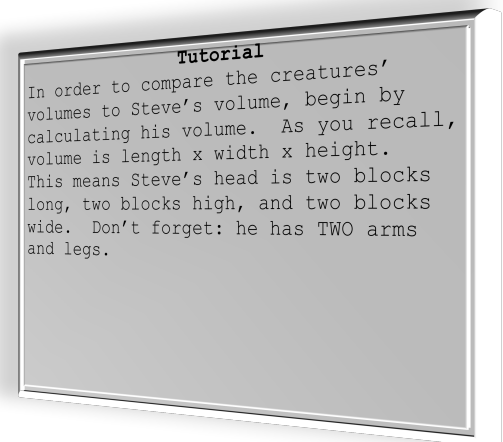 Tutorial
In order to compare the creatures'
volumes to Steve's volume, begin by
calculating his volume.  As you recall,
volume is length x width x height.
This means Steve's head is two blocks
long, two blocks high, and two blocks
wide.  Don't forget: he has TWO arms
and legs.